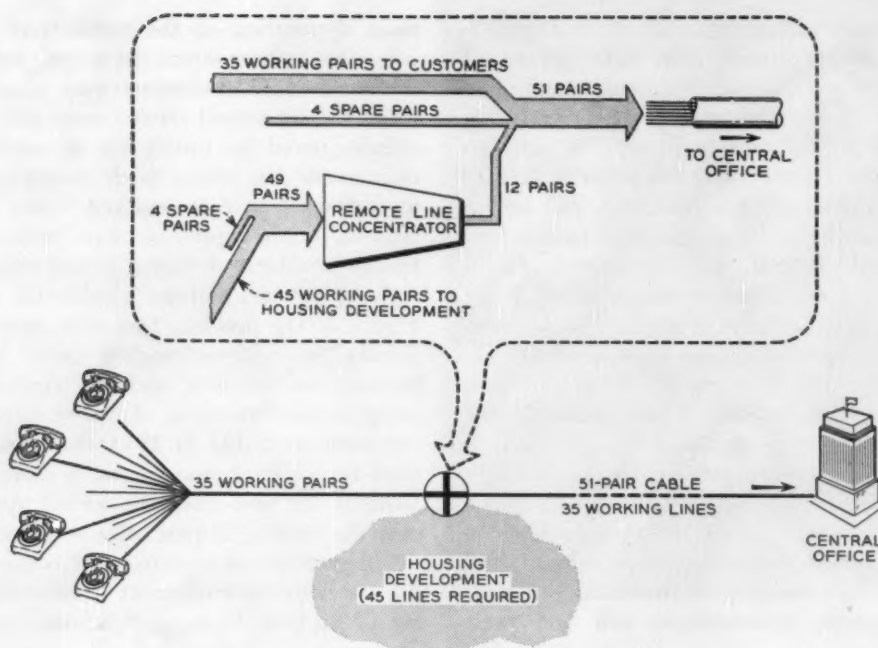 35 WORKING PAIRS TO CUSTOMERS
51 PAIRS
4 SPARE PAIRS
TO CENTRAL
OFFICE
49
PAIRS
12 PAIRS
4 SPARE
PAIRS
REMOTE LINE
CONCENTRATOR
45 WORKING PAIRS TO
HOUSING DEVELOPMENT
35 WORKING PAIRS
51-PAIR CABLE
35 WORKING LINES
CENTRAL
OFFICE
HOUSING
DEVELOPMENT
(45 LINES REQUIRED)